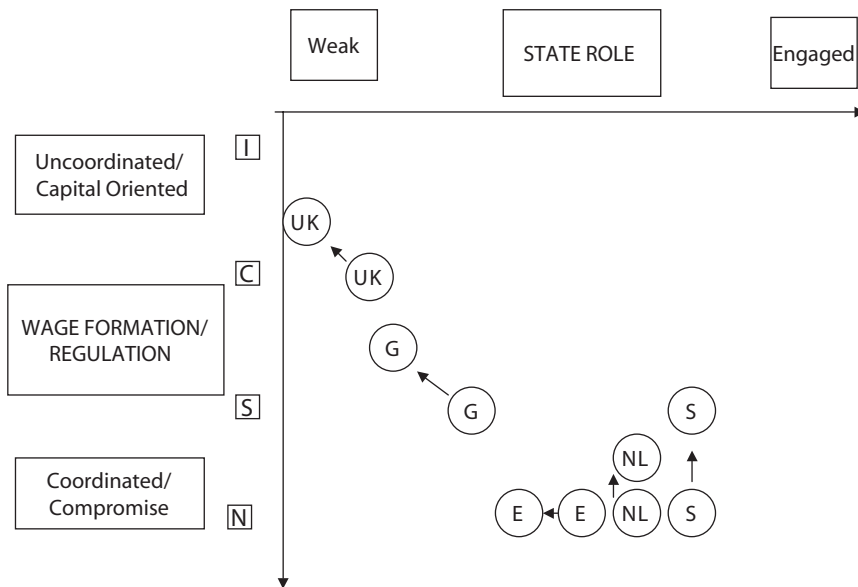 Weak
STATE ROLE
Engaged
I
Uncoordinated/
Capital Oriented
UK
C
UK
WAGE FORMATION/
REGULATION
G
S
G
S
NL
Coordinated/
Compromise
N
E
E
NL
S